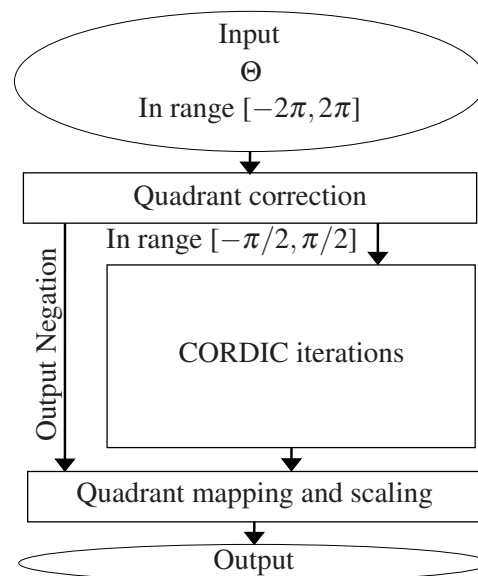 Input
Θ
In range [−2π, 2π]
Quadrant correction
In range [−π/2, π/2]
Output Negation
CORDIC iterations
Quadrant mapping and scaling
Output